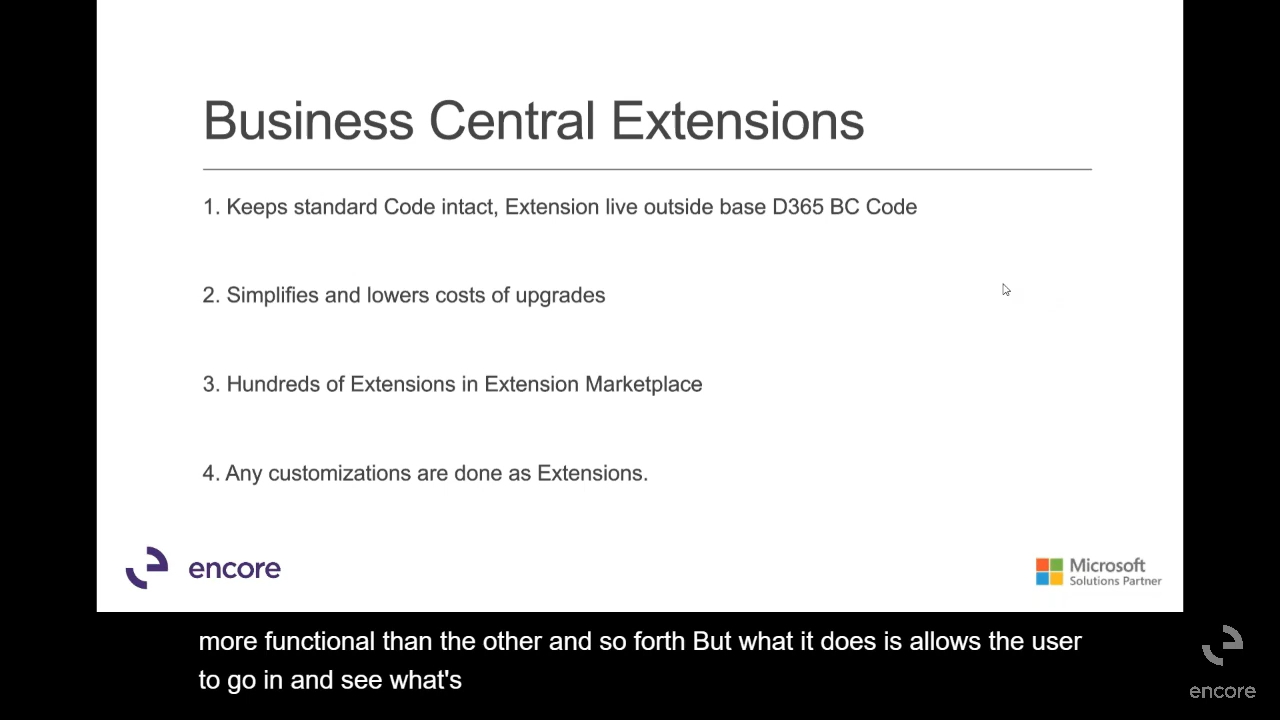 Business Central Extensions
1. Keeps standard Code intact, Extension live outside base D365 BC Code
2. Simplifies and lowers costs of upgrades
3. Hundreds of Extensions in Extension Marketplace
4. Any customizations are done as Extensions.
encore
Microsoft
Solutions Partner
more functional than the other and so forth But what it does is allows the user
to go in and see what's
encore